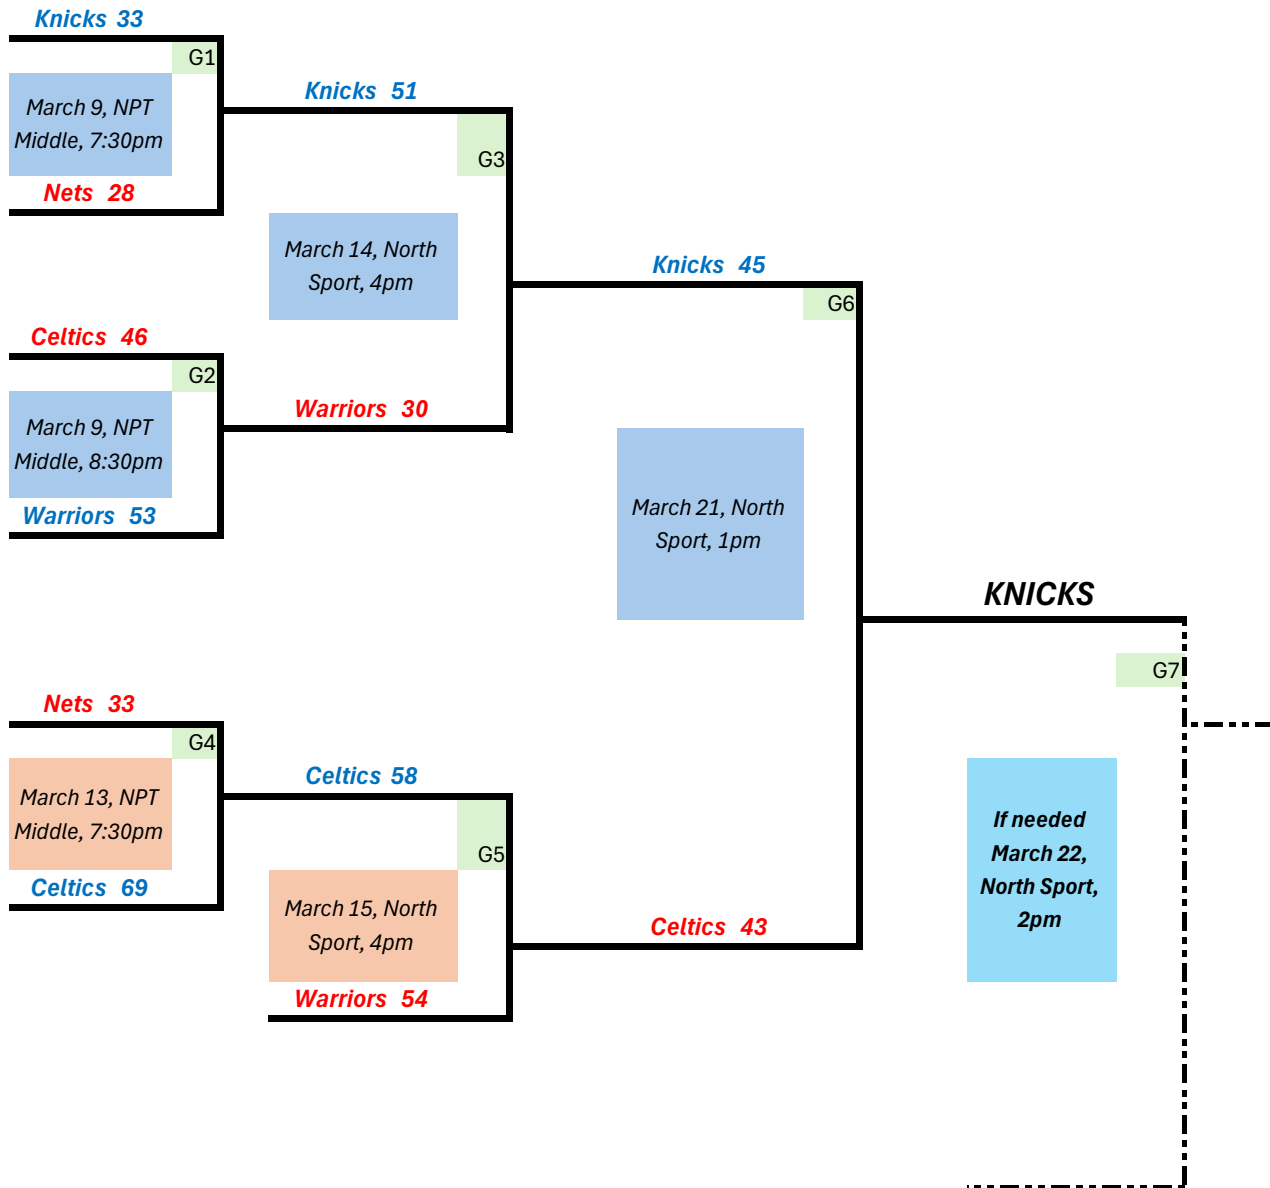 Knicks 33
G1
March 9, NPT
Middle, 7:30pm
Nets 28
Knicks 51
G3
March 14, North
Sport, 4pm
Celtics 46
G2
March 9, NPT
Middle, 8:30pm
Warriors 53
Warriors 30
Knicks 45
G6
March 21, North
Sport, 1pm
KNICKS
G7
Nets 33
G4
March 13, NPT
Middle, 7:30pm
Celtics 69
Celtics 58
G5
March 15, North
Sport, 4pm
Warriors 54
Celtics 43
If needed
March 22,
North Sport,
2pm